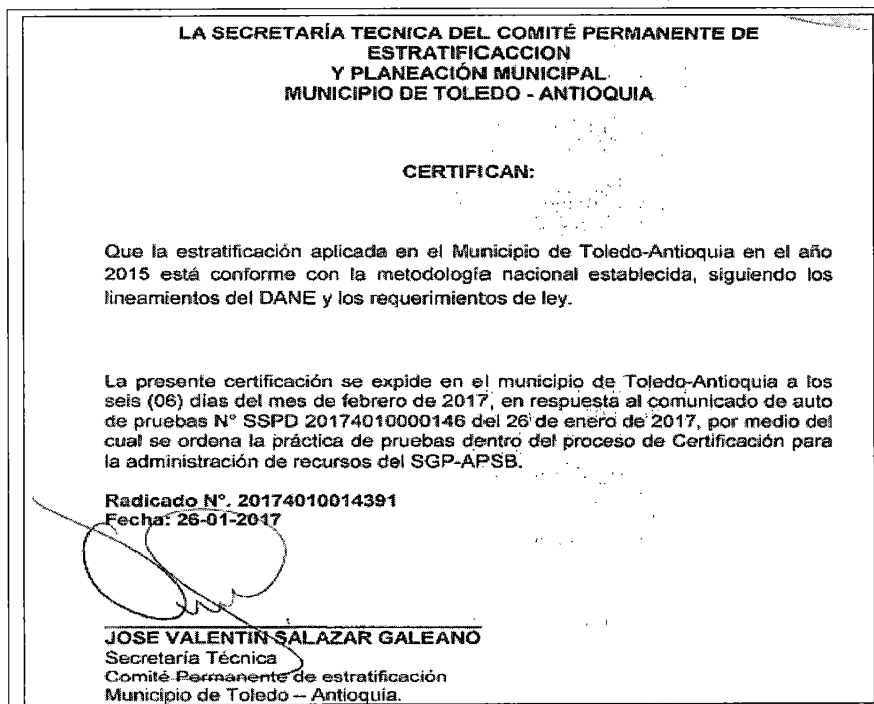 LA SECRETARÍA TECNICA DEL COMITÉ PERMANENTE DE
ESTRATIFICACCION
Y PLANEACIÓN MUNICIPAL
MUNICIPIO DE TOLEDO - ANTIOQUIA
CERTIFICAN:
Que la estratificación aplicada en el Municipio de Toledo-Antioquia en el año
2015 está conforme con la metodología nacional establecida, siguiendo los
lineamientos del DANE y los requerimientos de ley.
La presente certificación se expide en el municipio de Toledo-Antioquia a los
seis (06) días del mes de febrero de 2017, en respuesta al comunicado de auto
de pruebas N° SSPD 20174010000146 del 26 de enero de 2017, por medio del
cual se ordena la práctica de pruebas dentro del proceso de Certificación para
la administración de recursos del SGP-APSB.
Radicado N°. 20174010014391
Fecha: 26-01-2017
JOSE VALENTIN SALAZAR GALEANO
Secretaría Técnica
Comité Permanente de estratificación
Municipio de Toledo – Antioquia.